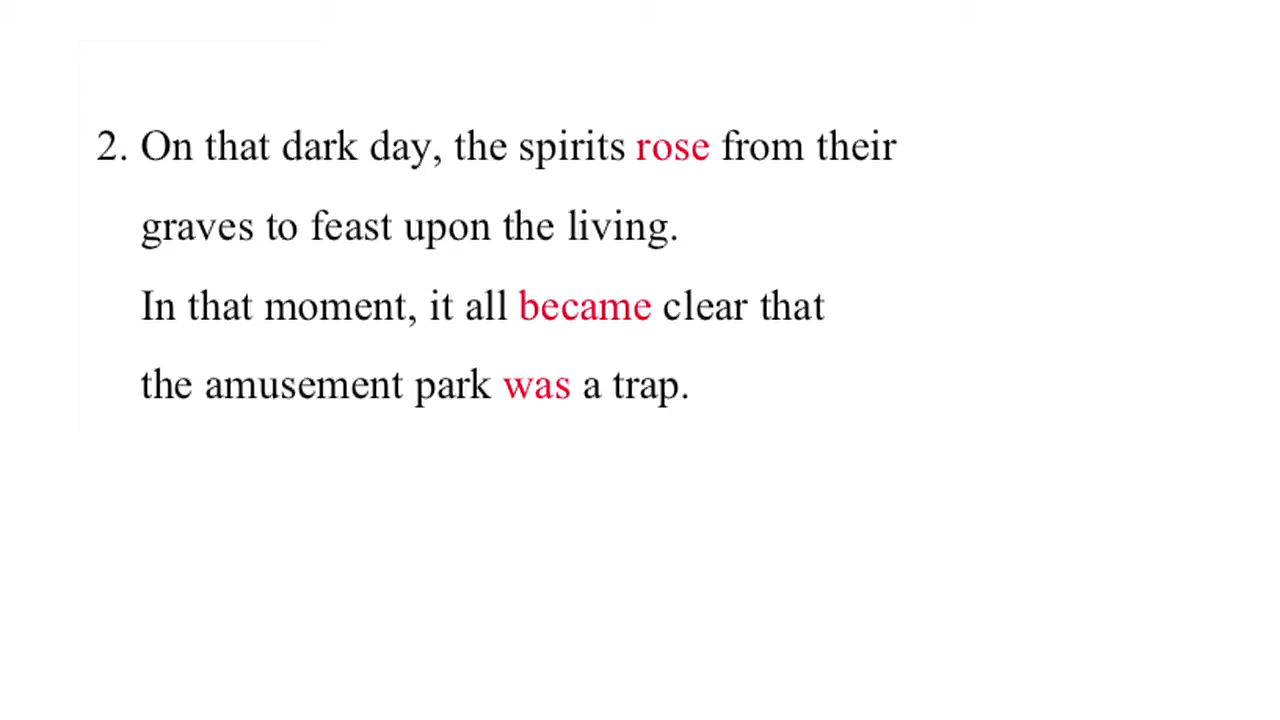 2. On that dark day, the spirits rose from their
graves to feast upon the living.
In that moment, it all became clear that
the amusement park was a trap.